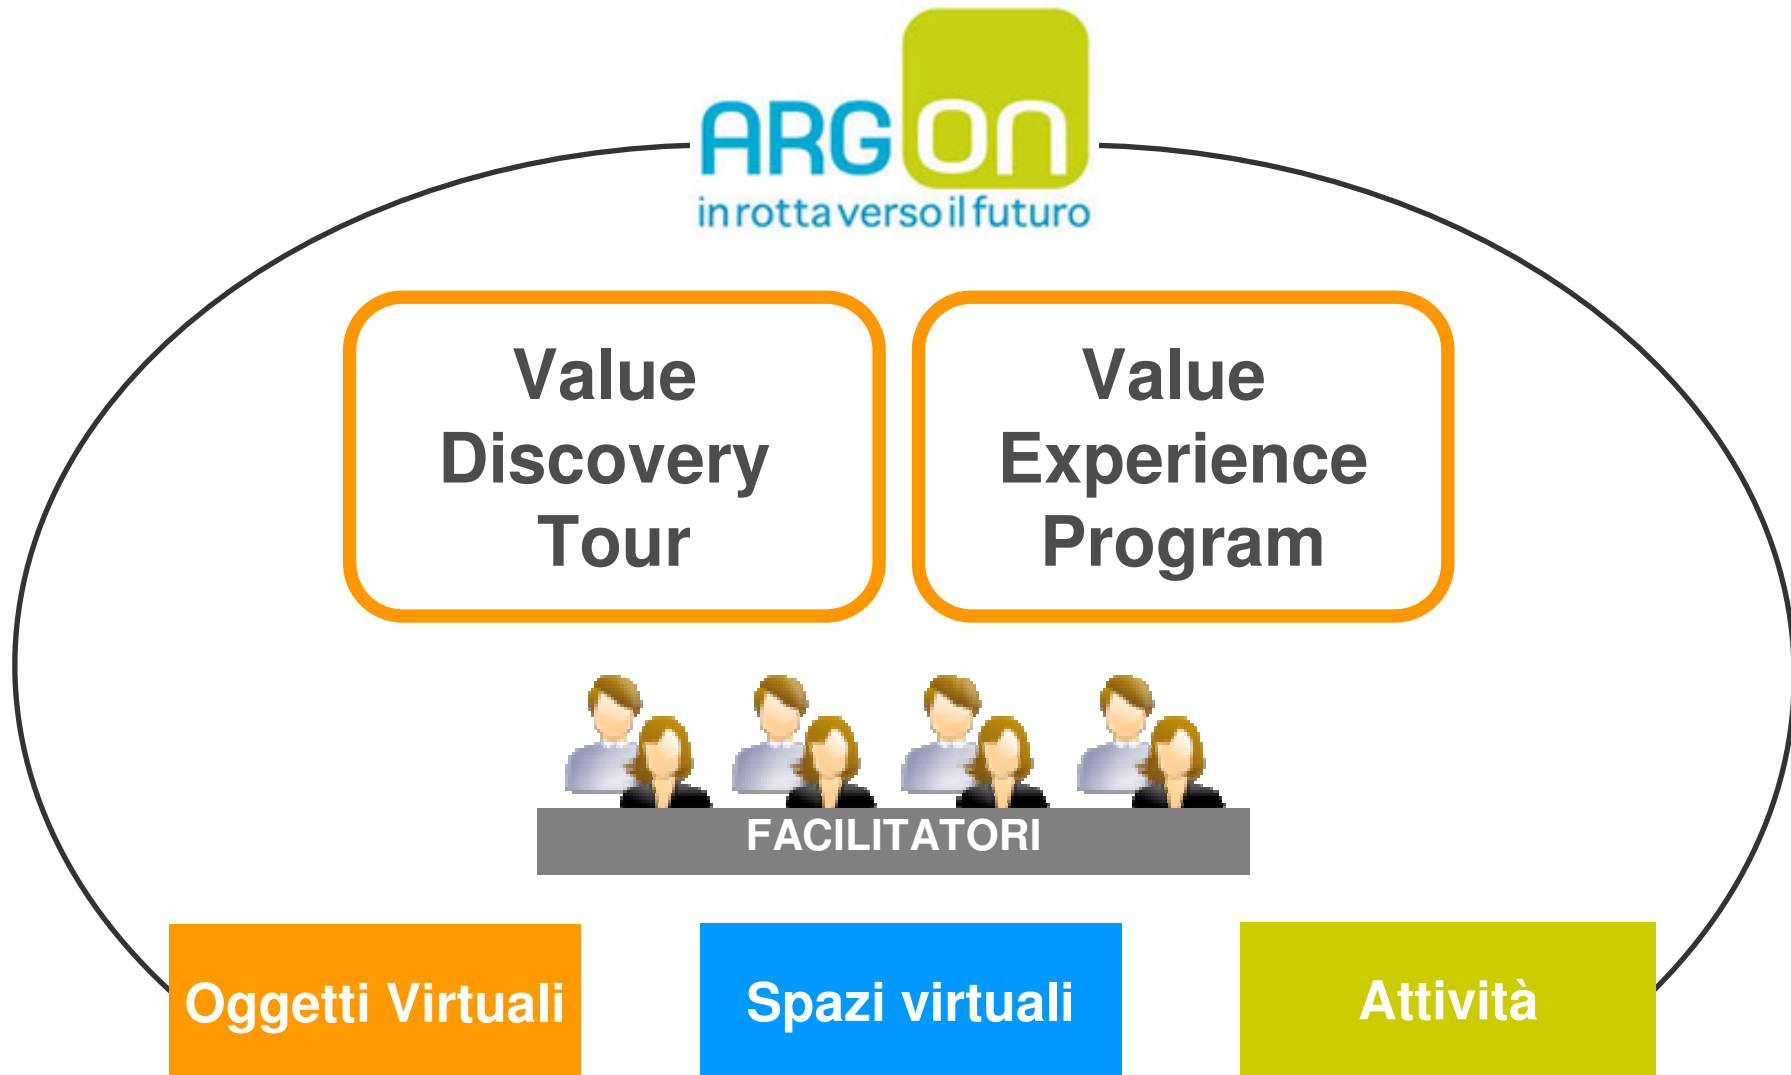 ARGON
in rotta verso il futuro
Value
Discovery
Tour
Value
Experience
Program
FACILITATORI
Oggetti Virtuali
Spazi virtuali
Attività